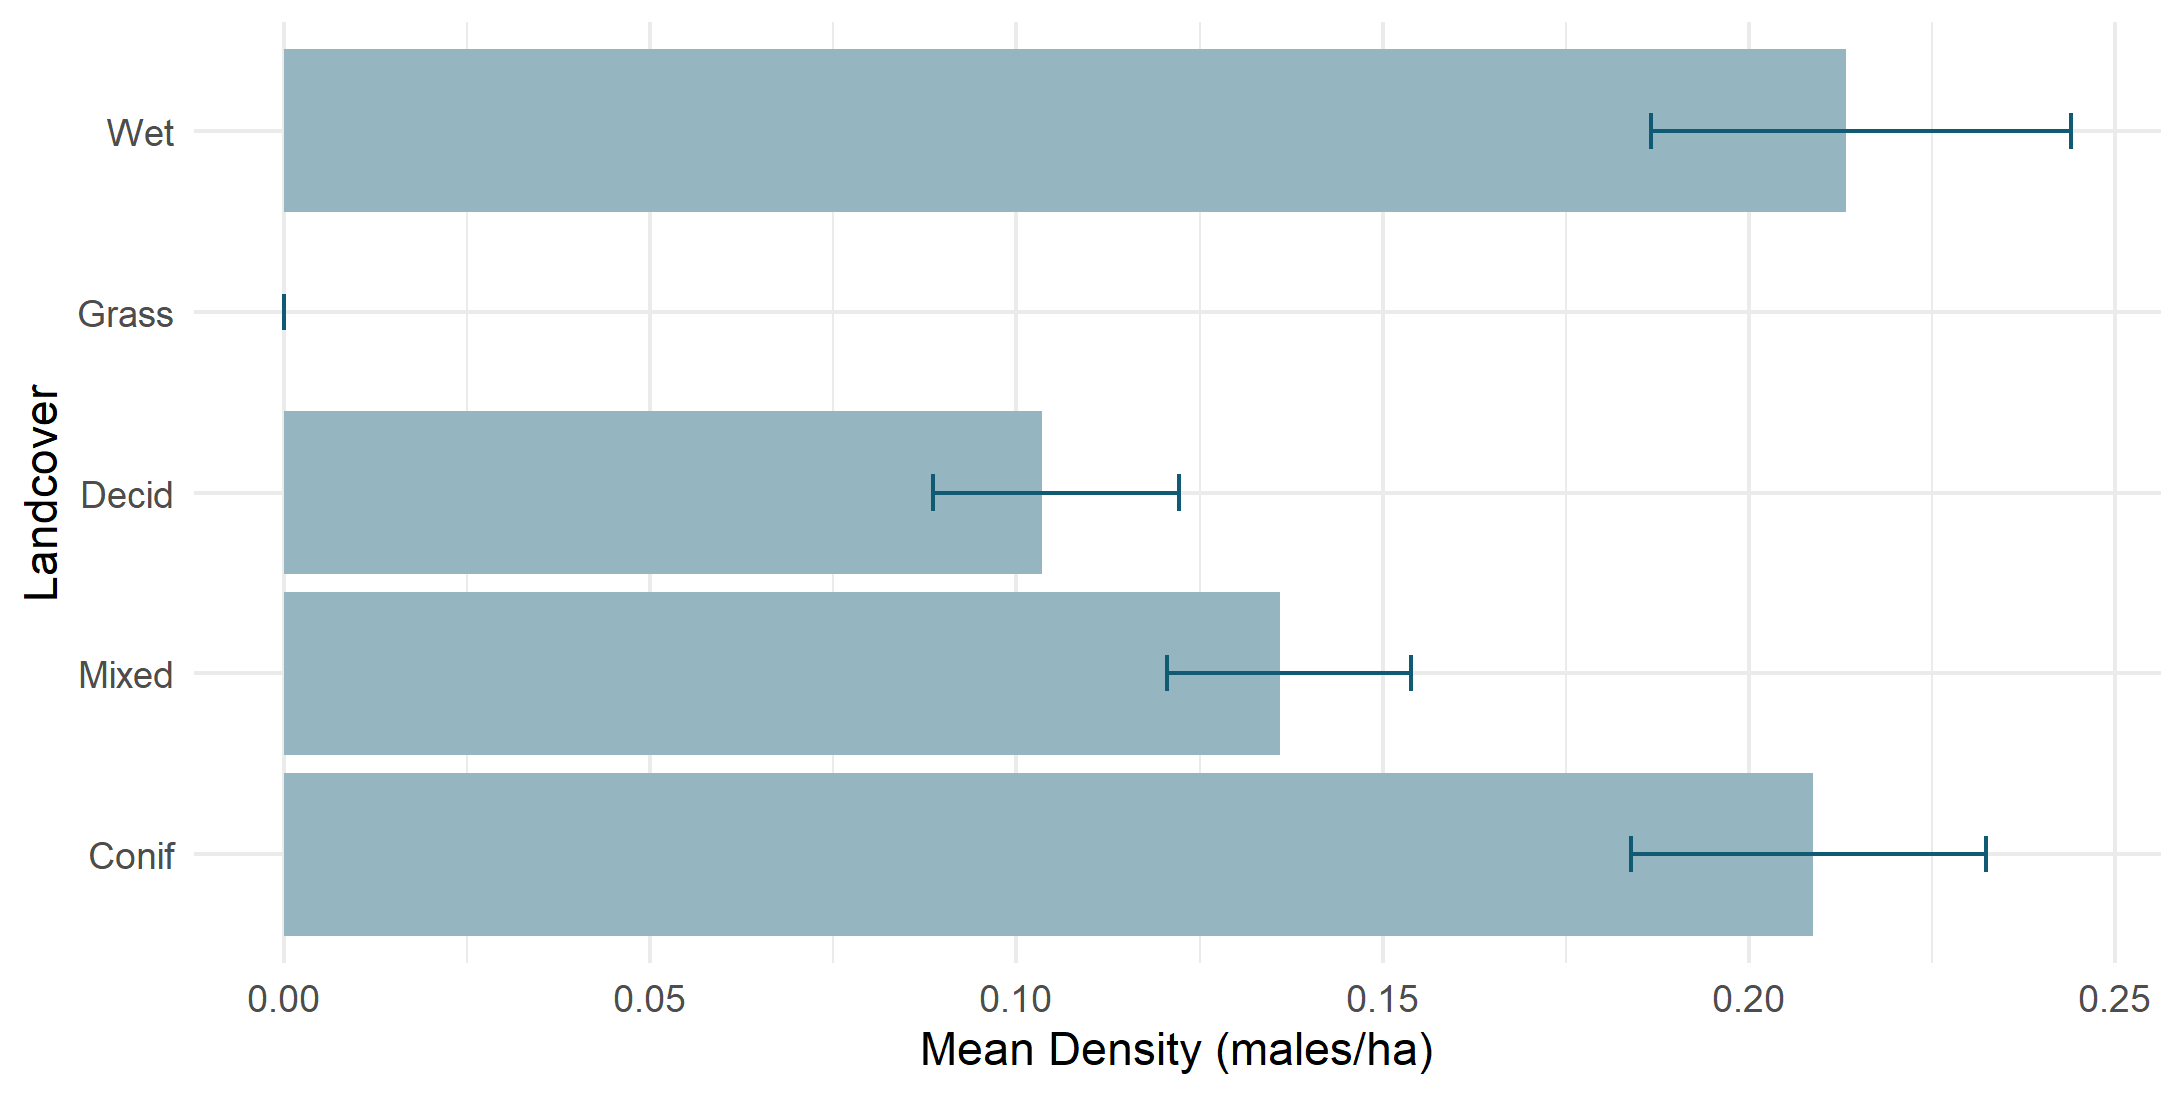 Landcover
Wet
Grass
Decid
Mixed
Conif
0.00 0.05 0.10 0.15 0.20 0.25
Mean Density (males/ha)